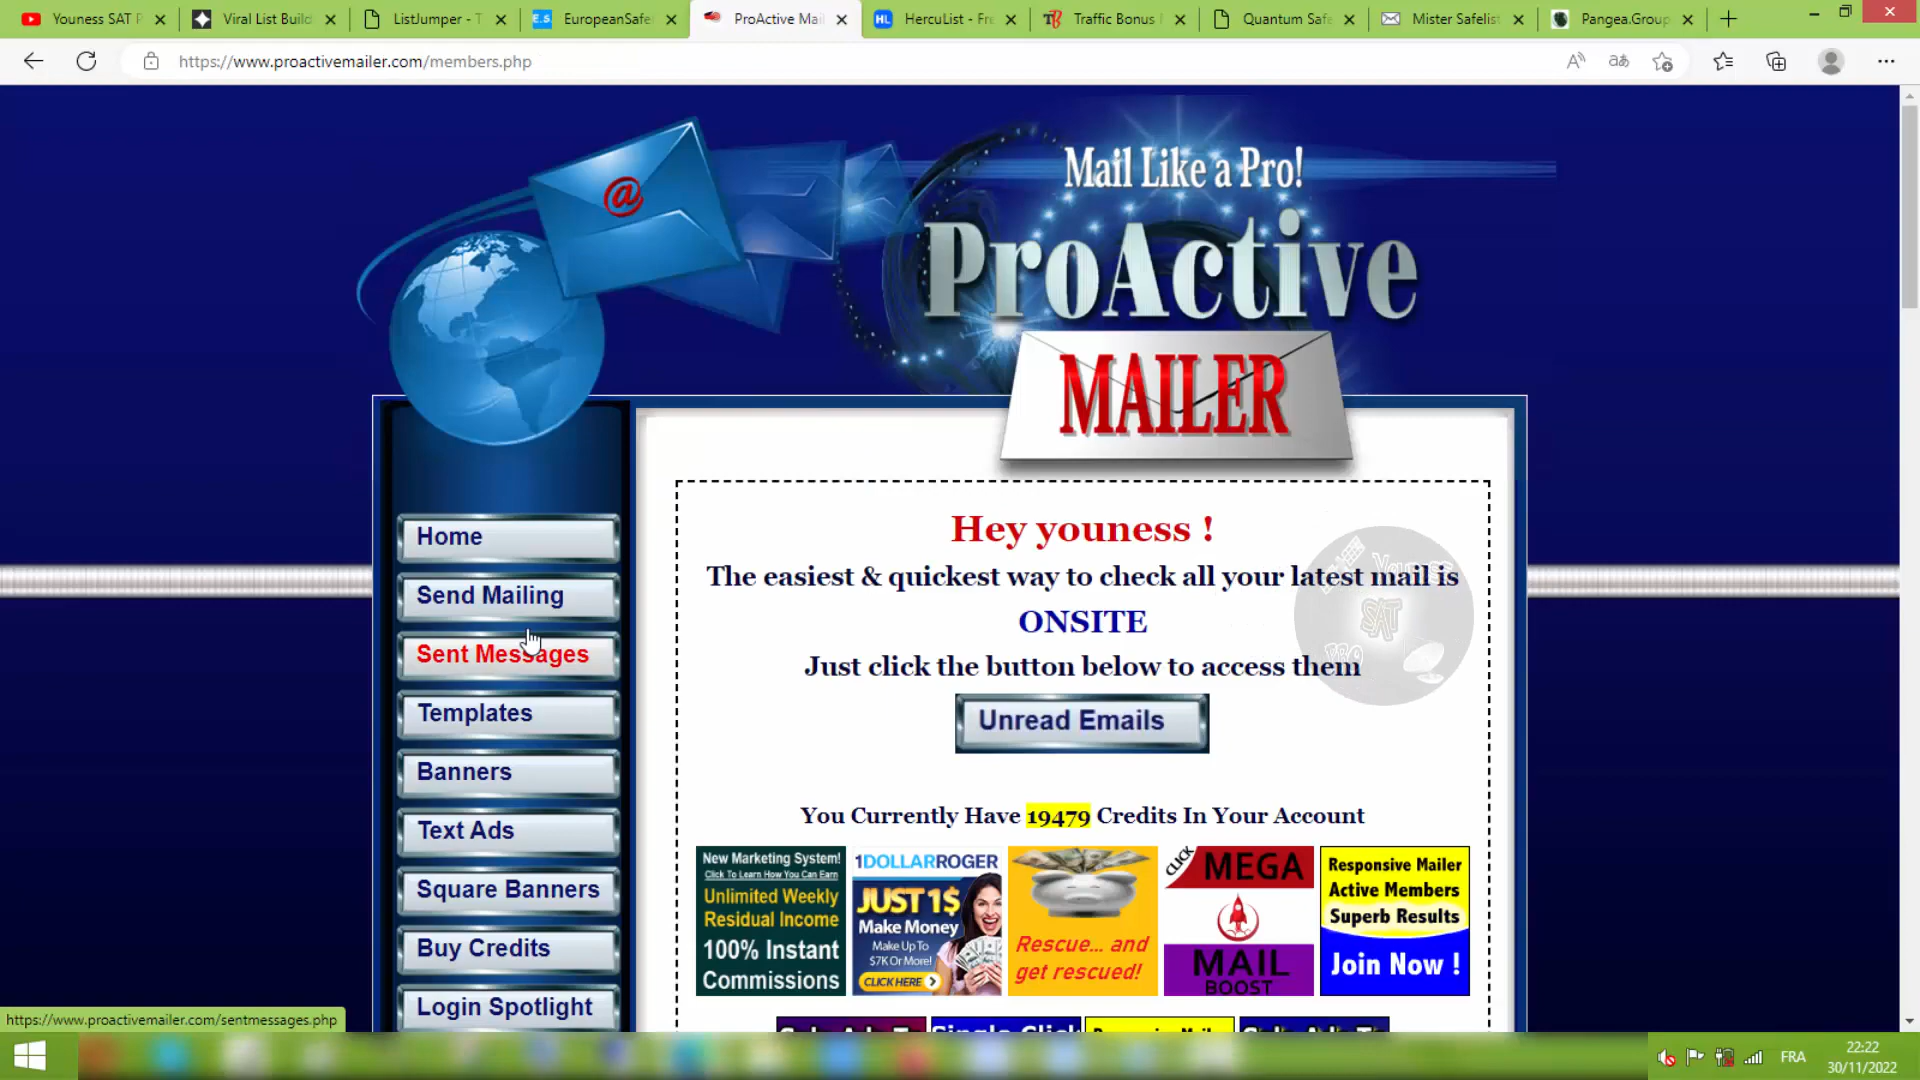 Youness SAT P
Viral List Build
ListJumper - T
EuropeanSafe
ProActive Mai
HercuList - Fre
Traffic Bonus
Quantum Safe
Mister Safelist
Pangea.Group
https://www.proactivemailer.com/members.php
Mail Like a Pro!
ProActive
MAILER
@
Home
Send Mailing
Sent Messages
Templates
Banners
Text Ads
Square Banners
Buy Credits
Login Spotlight
Hey youness !
The easiest & quickest way to check all your latest mail is
ONSITE
Just click the button below to access them
Unread Emails
You Currently Have 19479 Credits In Your Account
New Marketing System!
Click To Learn How You Can Earn
Unlimited Weekly
Residual Income
100% Instant
Commissions
1DOLLARROGER
JUST 1$
Make Money
Make Up To
$7K Or More!
CLICK HERE
Rescue... and
get rescued!
CLICK
MEGA
MAIL
BOOST
Responsive Mailer
Active Members
Superb Results
Join Now !
SAT
PRO
https://www.proactivemailer.com/sentmessages.php
FRA
22:22
30/11/2022